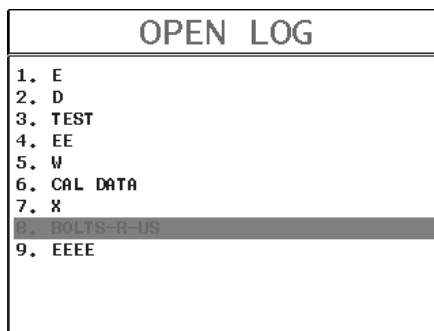 OPEN LOG
1. E
2. D
3. TEST
4. EE
5. W
6. CAL DATA
7. X
8. BOLTS-R-US
9. EEEE